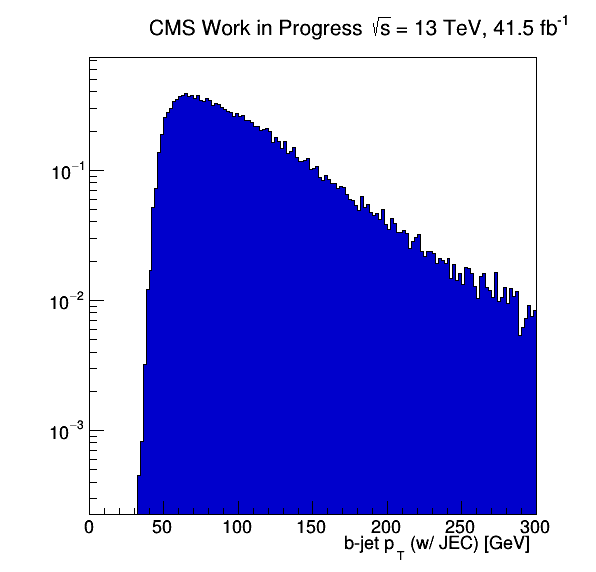 CMS Work in Progress √s = 13 TeV, 41.5 fb⁻¹
10⁻¹
10⁻²
10⁻³
0 50 100 150 200 250 300
b-jet p_T (w/ JEC) [GeV]